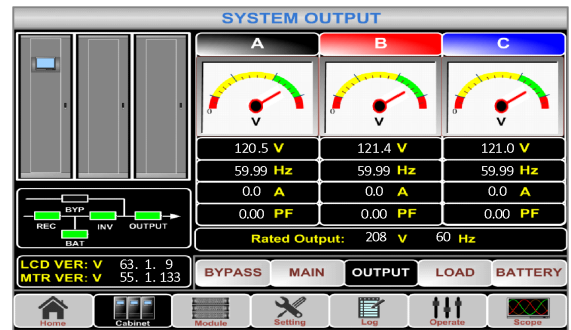 SYSTEM OUTPUT
A B C
0 0 0
V V V
120.5 V 121.4 V 121.0 V
59.99 Hz 59.99 Hz 59.99 Hz
0.0 A 0.0 A 0.0 A
0.00 PF 0.00 PF 0.00 PF
Rated Output: 208 V 60 Hz
BYP
REC INV OUTPUT
BAT
LCD VER: V 63. 1. 9
MTR VER: V 55. 1. 133
BYPASS MAIN OUTPUT LOAD BATTERY
Home Cabinet Module Setting Log Operate Scope